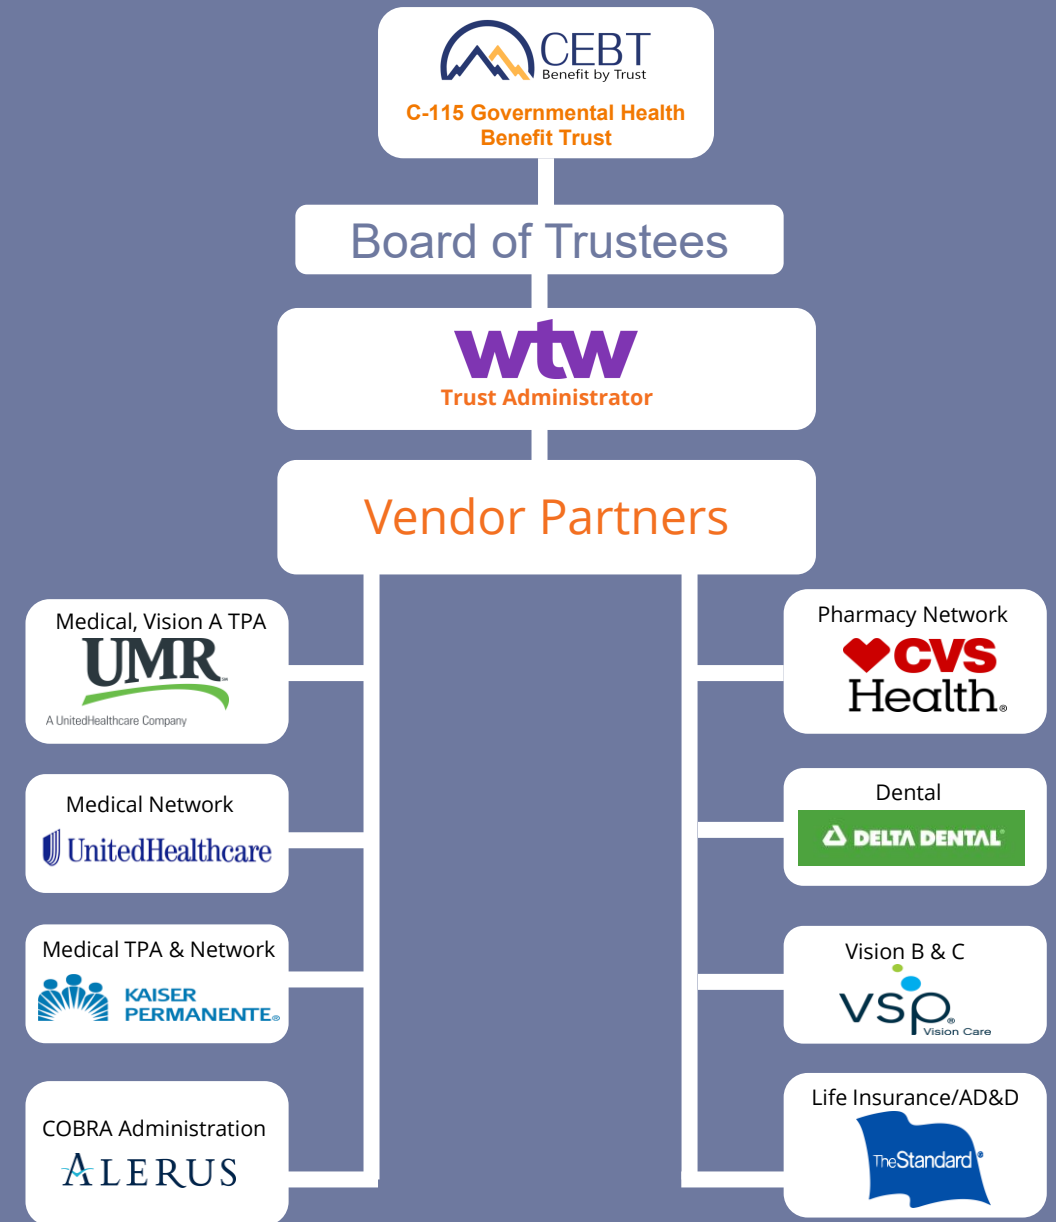 CEBT
Benefit by Trust
C-115 Governmental Health
Benefit Trust
Board of Trustees
wtw
Trust Administrator
Vendor Partners
Medical, Vision A TPA
UMR
A UnitedHealthcare Company
Medical Network
UnitedHealthcare
Medical TPA & Network
KAISER
PERMANENTE®
COBRA Administration
ALERUS
Pharmacy Network
CVS
Health®
Dental
DELTA DENTAL®
Vision B & C
vsp®
Vision Care
Life Insurance/AD&D
TheStandard®